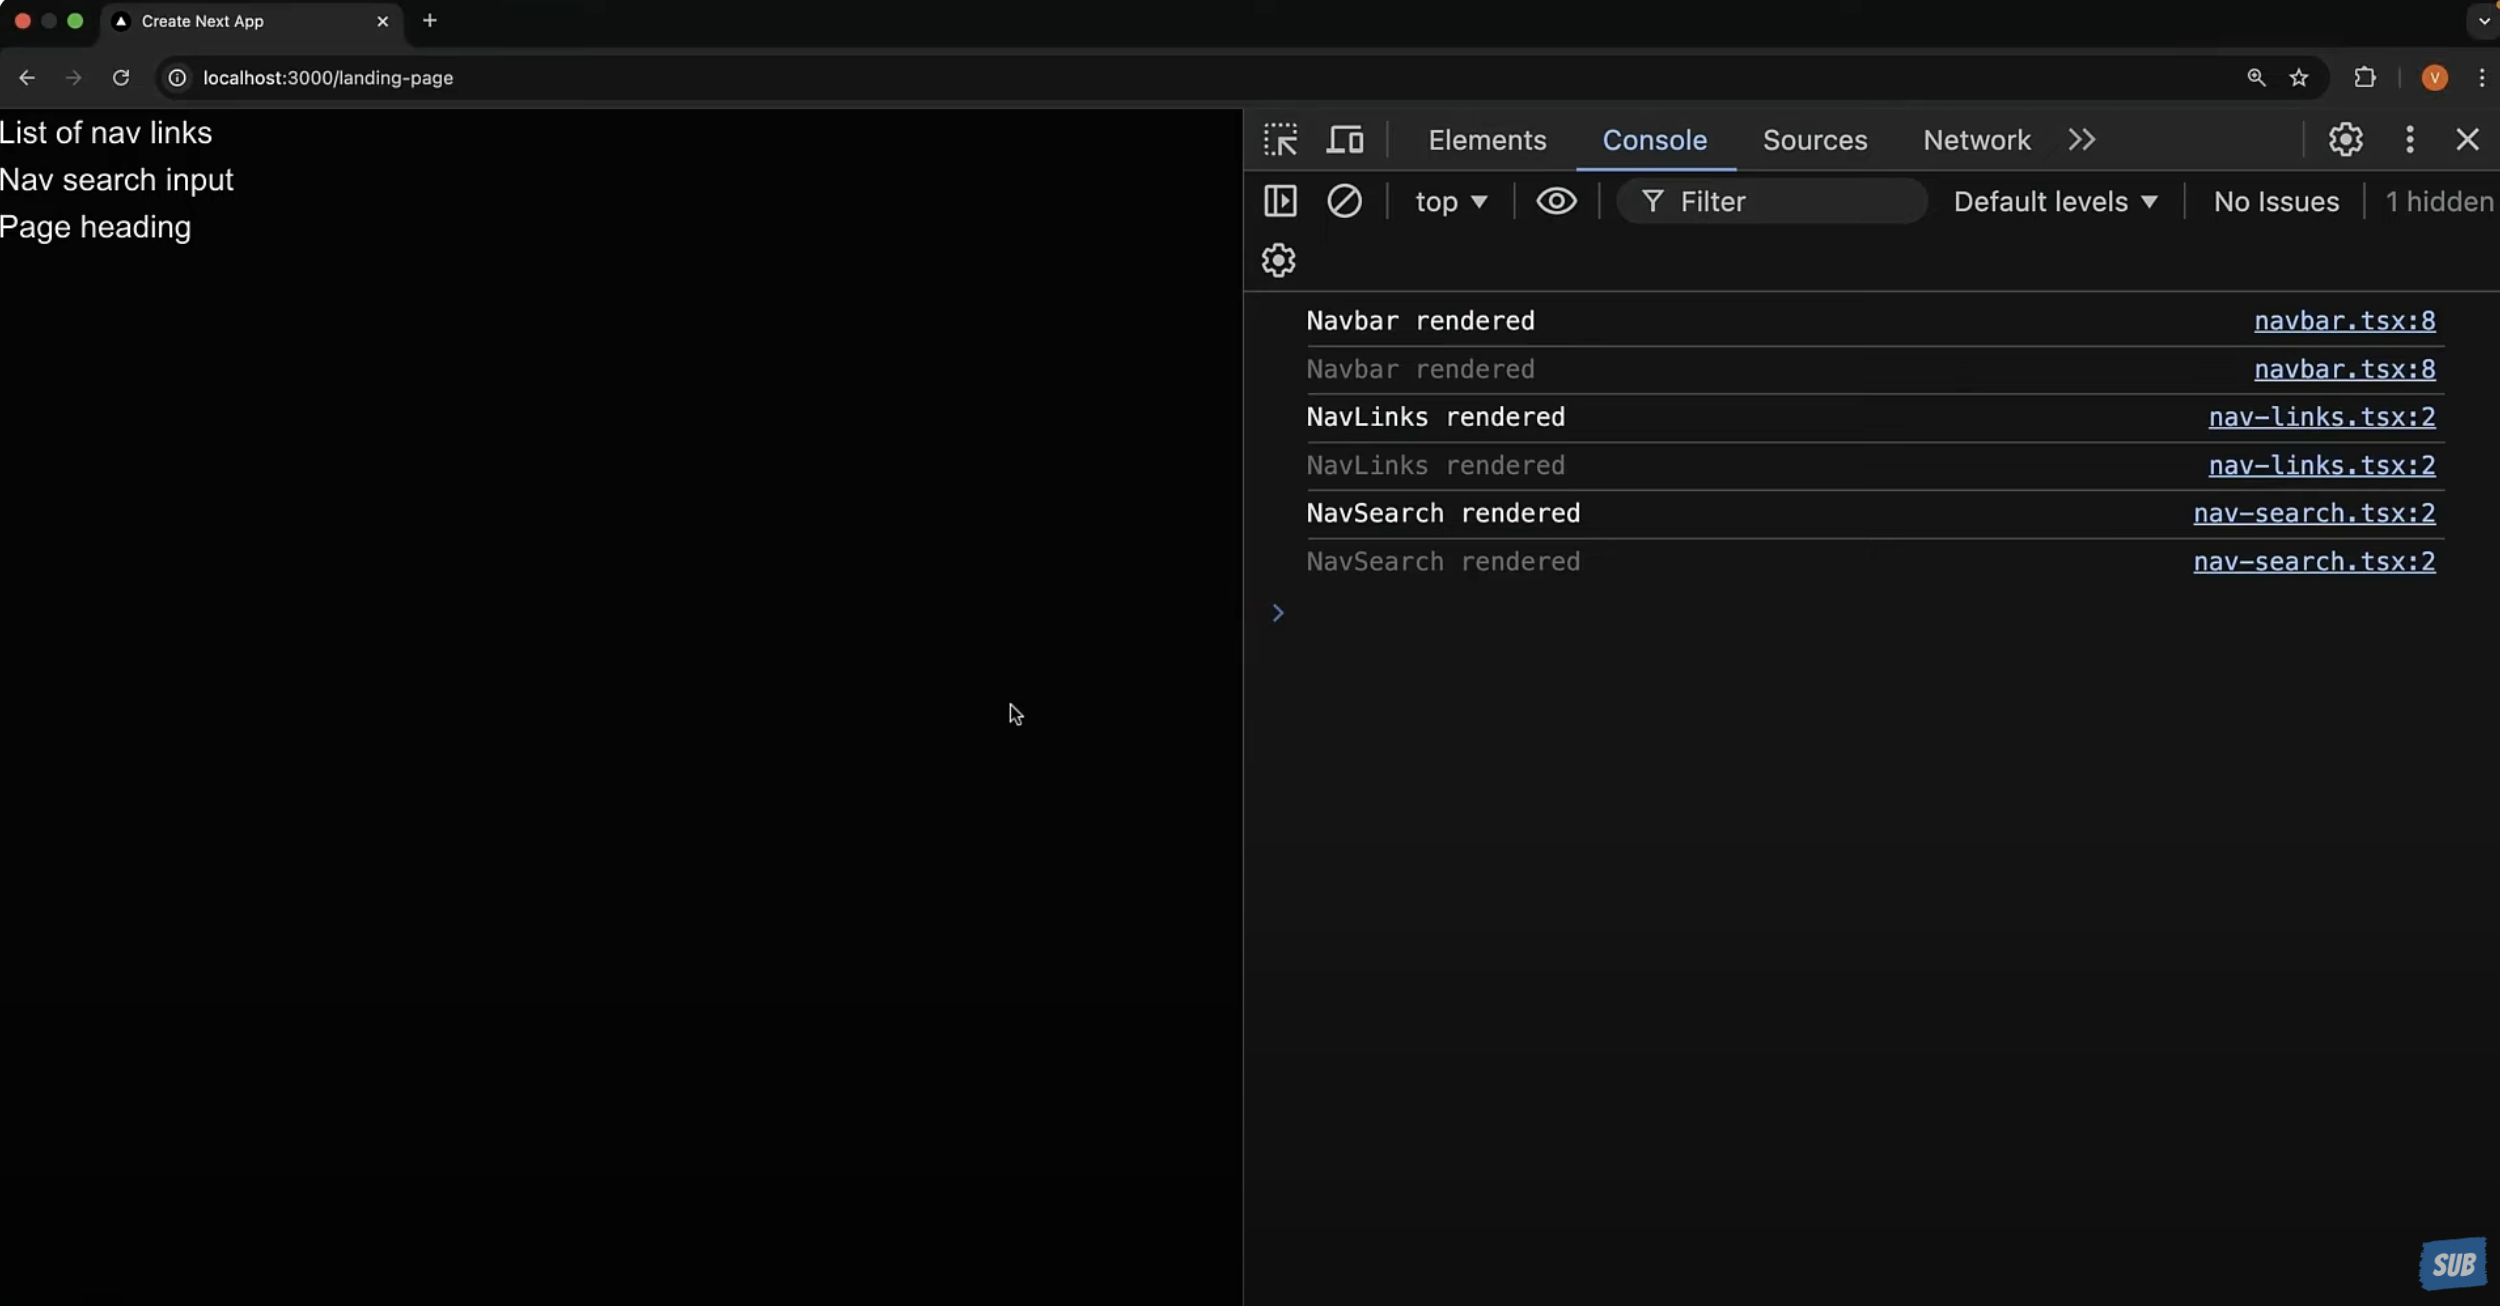 Create Next App
localhost:3000/landing-page
V
List of nav links
Nav search input
Page heading
Elements Console Sources Network
top Filter Default levels No Issues 1 hidden
Navbar rendered navbar.tsx:8
Navbar rendered navbar.tsx:8
NavLinks rendered nav-links.tsx:2
NavLinks rendered nav-links.tsx:2
NavSearch rendered nav-search.tsx:2
NavSearch rendered nav-search.tsx:2
SUB